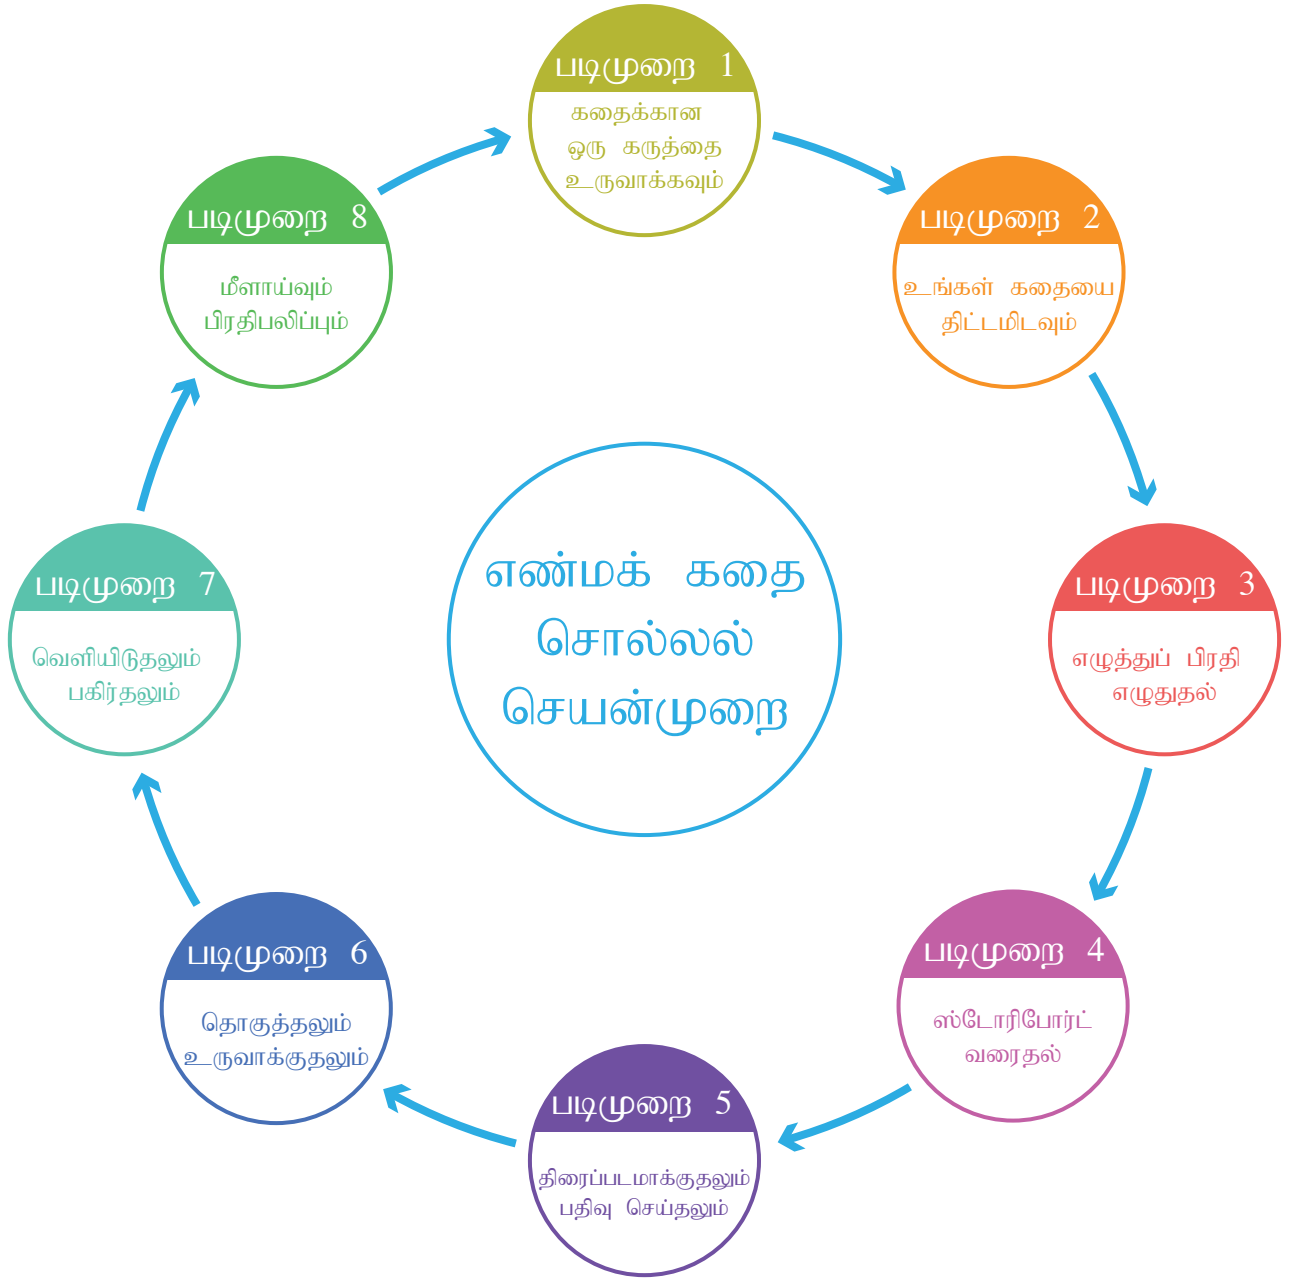 படிமுறை 1
கதைக்கான
ஒரு கருத்தை
உருவாக்கவும்
படிமுறை 2
உங்கள் கதையை
திட்டமிடவும்
படிமுறை 3
எழுத்துப் பிரதி
எழுதுதல்
படிமுறை 4
ஸ்டோரிபோர்ட்
வரைதல்
படிமுறை 5
திரைப்படமாக்குதலும்
பதிவு செய்தலும்
படிமுறை 6
தொகுத்தலும்
உருவாக்குதலும்
படிமுறை 7
வெளியிடுதலும்
பகிர்தலும்
படிமுறை 8
மீளாய்வும்
பிரதிபலிப்பும்
எண்மக் கதை
சொல்லல்
செயன்முறை